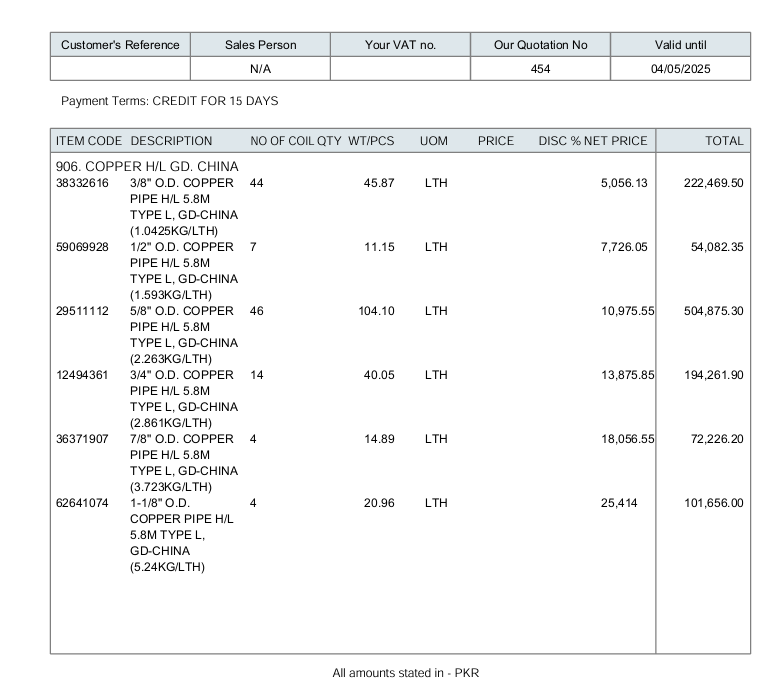 Customer's Reference Sales Person Your VAT no. Our Quotation No Valid until
N/A 454 04/05/2025
Payment Terms: CREDIT FOR 15 DAYS
ITEM CODE DESCRIPTION NO OF COIL QTY WT/PCS UOM PRICE DISC % NET PRICE TOTAL
906. COPPER H/L GD. CHINA
38332616 3/8" O.D. COPPER 44 45.87 LTH 5,056.13 222,469.50
PIPE H/L 5.8M
TYPE L, GD-CHINA
(1.0425KG/LTH)
59069928 1/2" O.D. COPPER 7 11.15 LTH 7,726.05 54,082.35
PIPE H/L 5.8M
TYPE L, GD-CHINA
(1.593KG/LTH)
29511112 5/8" O.D. COPPER 46 104.10 LTH 10,975.55 504,875.30
PIPE H/L 5.8M
TYPE L, GD-CHINA
(2.263KG/LTH)
12494361 3/4" O.D. COPPER 14 40.05 LTH 13,875.85 194,261.90
PIPE H/L 5.8M
TYPE L, GD-CHINA
(2.861KG/LTH)
36371907 7/8" O.D. COPPER 4 14.89 LTH 18,056.55 72,226.20
PIPE H/L 5.8M
TYPE L, GD-CHINA
(3.723KG/LTH)
62641074 1-1/8" O.D. 4 20.96 LTH 25,414 101,656.00
COPPER PIPE H/L
5.8M TYPE L,
GD-CHINA
(5.24KG/LTH)
All amounts stated in - PKR